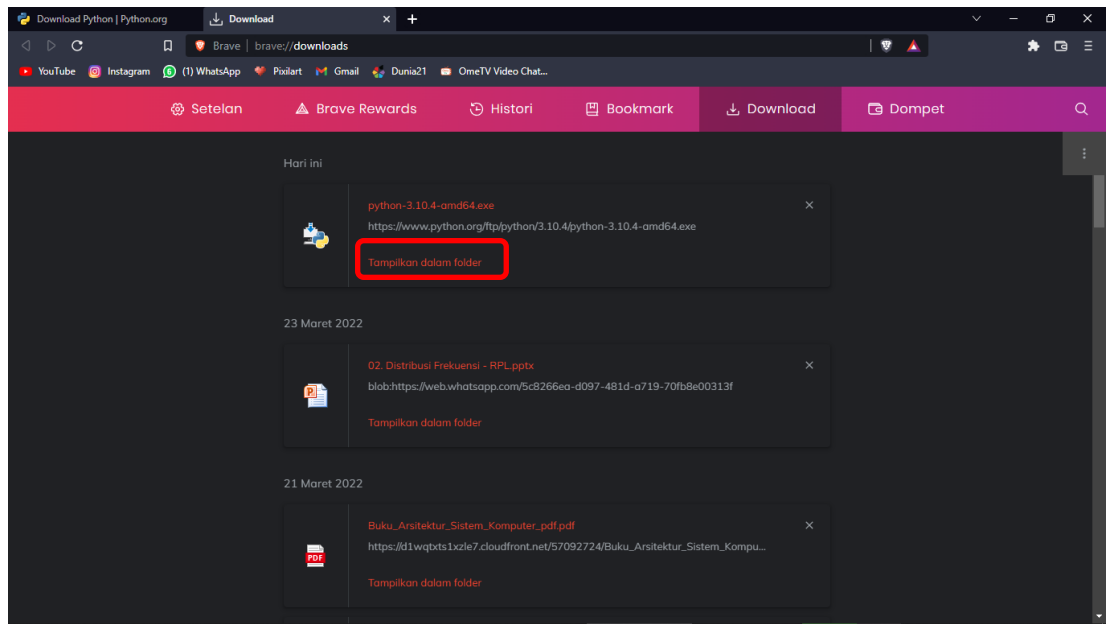 Download Python | Python.org
Download
Brave
brave://downloads
YouTube
Instagram
(1) WhatsApp
Pixilart
Gmail
Dunia21
OmeTV Video Chat...
Setelan
Brave Rewards
Histori
Bookmark
Download
Dompet
Hari ini
python-3.10.4-amd64.exe
https://www.python.org/ftp/python/3.10.4/python-3.10.4-amd64.exe
Tampilkan dalam folder
23 Maret 2022
02. Distribusi Frekuensi - RPL.pptx
blob:https://web.whatsapp.com/5c8266ea-d097-481d-a719-70fb8e00313f
Tampilkan dalam folder
21 Maret 2022
Buku_Arsitektur_Sistem_Komputer_pdf.pdf
https://d1wqtxts1xzle7.cloudfront.net/57092724/Buku_Arsitektur_Sistem_Kompu...
PDF
Tampilkan dalam folder